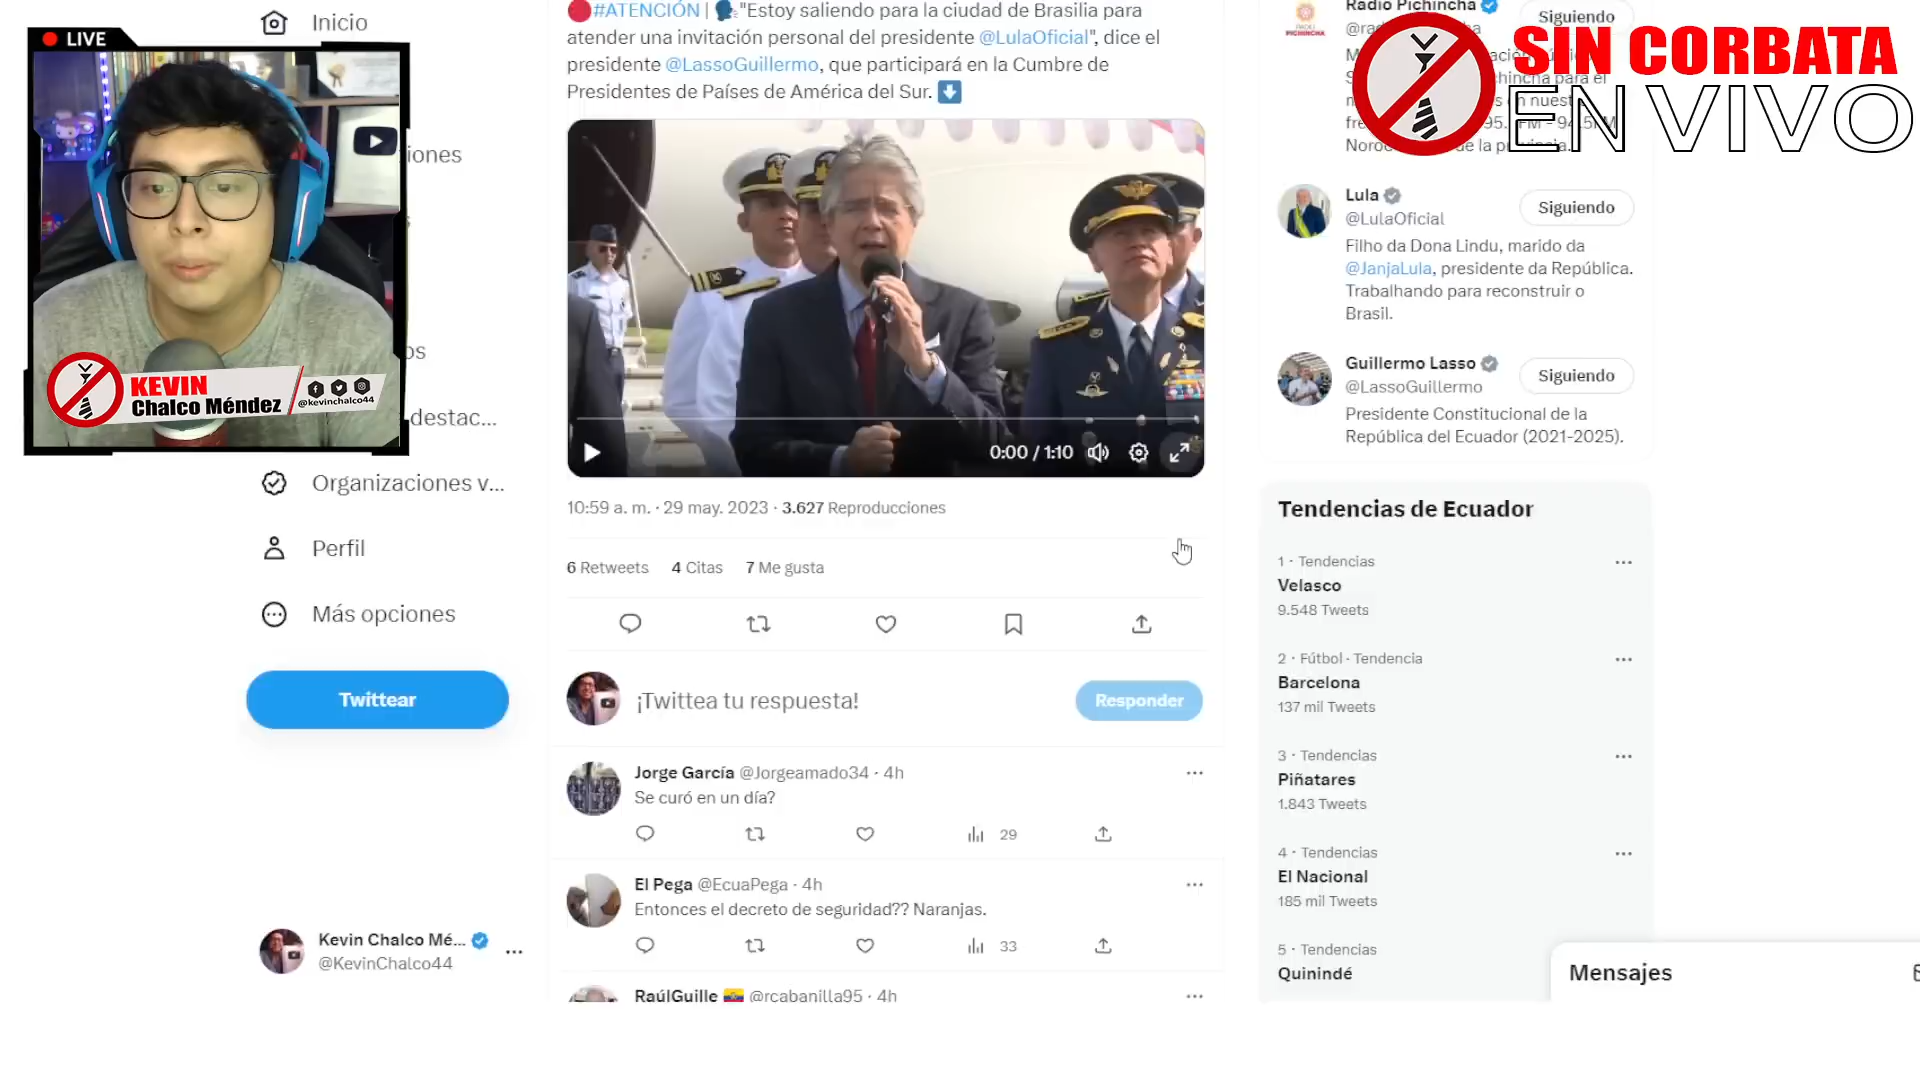 LIVE
KEVIN
Chalco Méndez
@kevinchalco44
Inicio
iones
os
destac...
Organizaciones v...
Perfil
Más opciones
Twittear
Kevin Chalco Mé...
@KevinChalco44
#ATENCIÓN | "Estoy saliendo para la ciudad de Brasilia para
atender una invitación personal del presidente @LulaOficial", dice el
presidente @LassoGuillermo, que participará en la Cumbre de
Presidentes de Países de América del Sur.
0:00 / 1:10
10:59 a. m. · 29 may. 2023 · 3.627 Reproducciones
6 Retweets 4 Citas 7 Me gusta
¡Twittea tu respuesta!
Responder
Jorge García @Jorgeamado34 · 4h
Se curó en un día?
29
El Pega @EcuaPega · 4h
Entonces el decreto de seguridad?? Naranjas.
33
RaúlGuille @rcabanilla95 · 4h
Radio Pichincha
Siguiendo
PICHINCHA
SIN CORBATA
EN VIVO
Lula
@LulaOficial
Siguiendo
Filho da Dona Lindu, marido da
@JanjaLula, presidente da República.
Trabalhando para reconstruir o
Brasil.
Guillermo Lasso
@LassoGuillermo
Siguiendo
Presidente Constitucional de la
República del Ecuador (2021-2025).
Tendencias de Ecuador
1 · Tendencias
Velasco
9.548 Tweets
2 · Fútbol · Tendencia
Barcelona
137 mil Tweets
3 · Tendencias
Piñatares
1.843 Tweets
4 · Tendencias
El Nacional
185 mil Tweets
5 · Tendencias
Quinindé
Mensajes